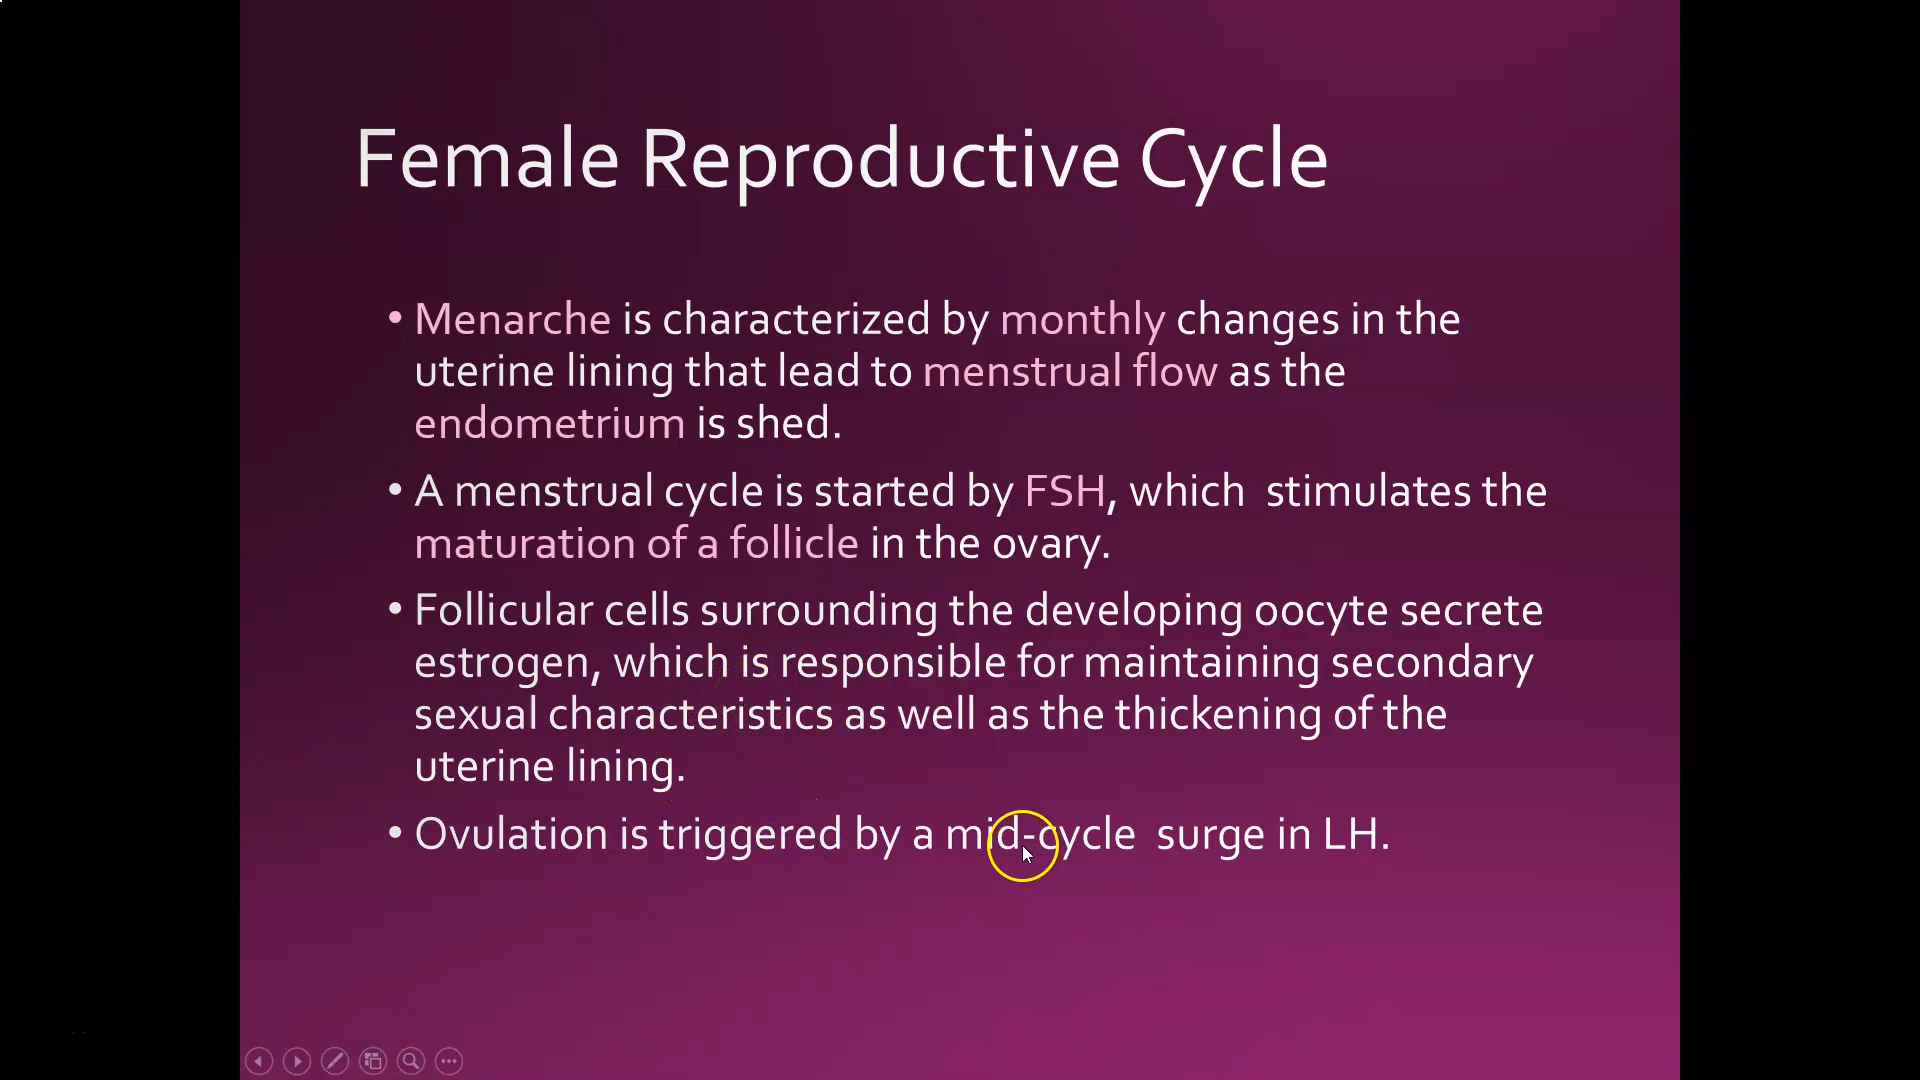 Female Reproductive Cycle
• Menarche is characterized by monthly changes in the
uterine lining that lead to menstrual flow as the
endometrium is shed.
• A menstrual cycle is started by FSH, which  stimulates the
maturation of a follicle in the ovary.
• Follicular cells surrounding the developing oocyte secrete
estrogen, which is responsible for maintaining secondary
sexual characteristics as well as the thickening of the
uterine lining.
• Ovulation is triggered by a mid-cycle  surge in LH.